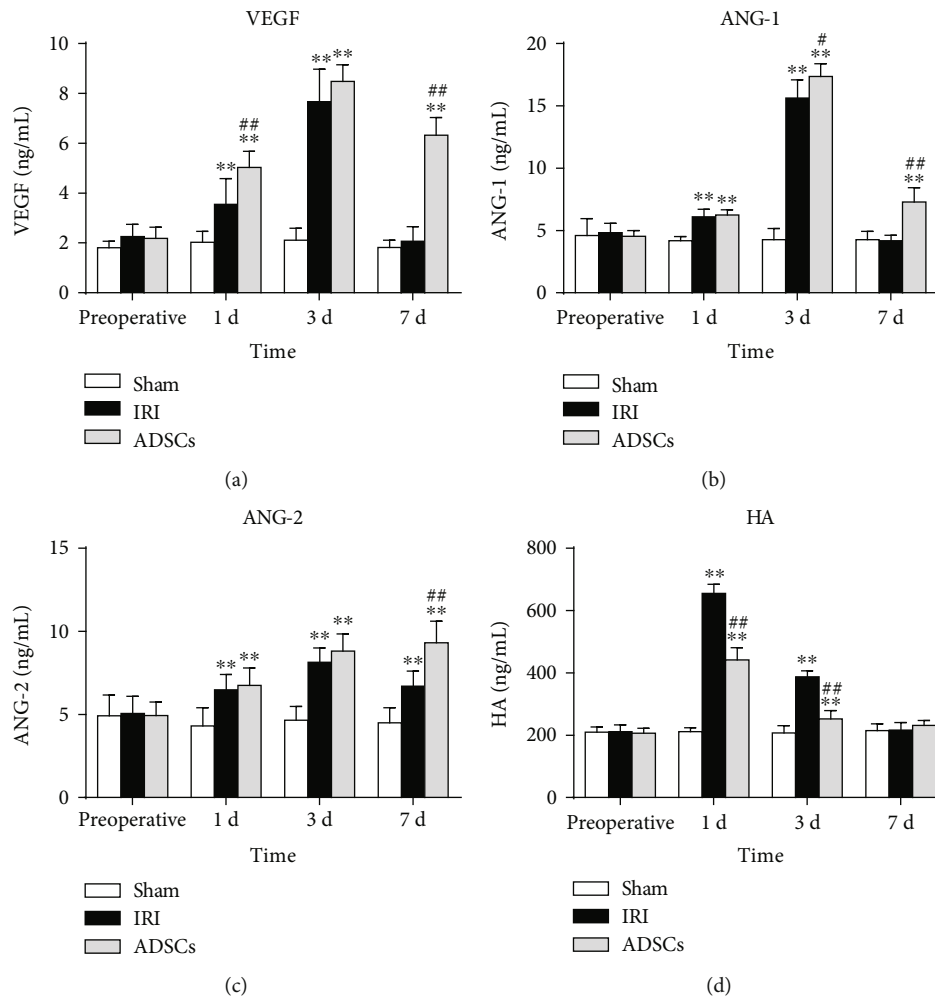 VEGF
10
8
6
4
2
0
VEGF (ng/mL)
** ** ## ** ** ** ## **
Preoperative 1 d 3 d 7 d
Time
Sham
IRI
ADSCs
(a)
ANG-1
20
15
10
5
0
ANG-1 (ng/mL)
** ** ** # ** ## **
Preoperative 1 d 3 d 7 d
Time
Sham
IRI
ADSCs
(b)
ANG-2
15
10
5
0
ANG-2 (ng/mL)
** ** ** ** ** ## **
Preoperative 1 d 3 d 7 d
Time
Sham
IRI
ADSCs
(c)
HA
800
600
400
200
0
HA (ng/mL)
** ## ** ** ## **
Preoperative 1 d 3 d 7 d
Time
Sham
IRI
ADSCs
(d)